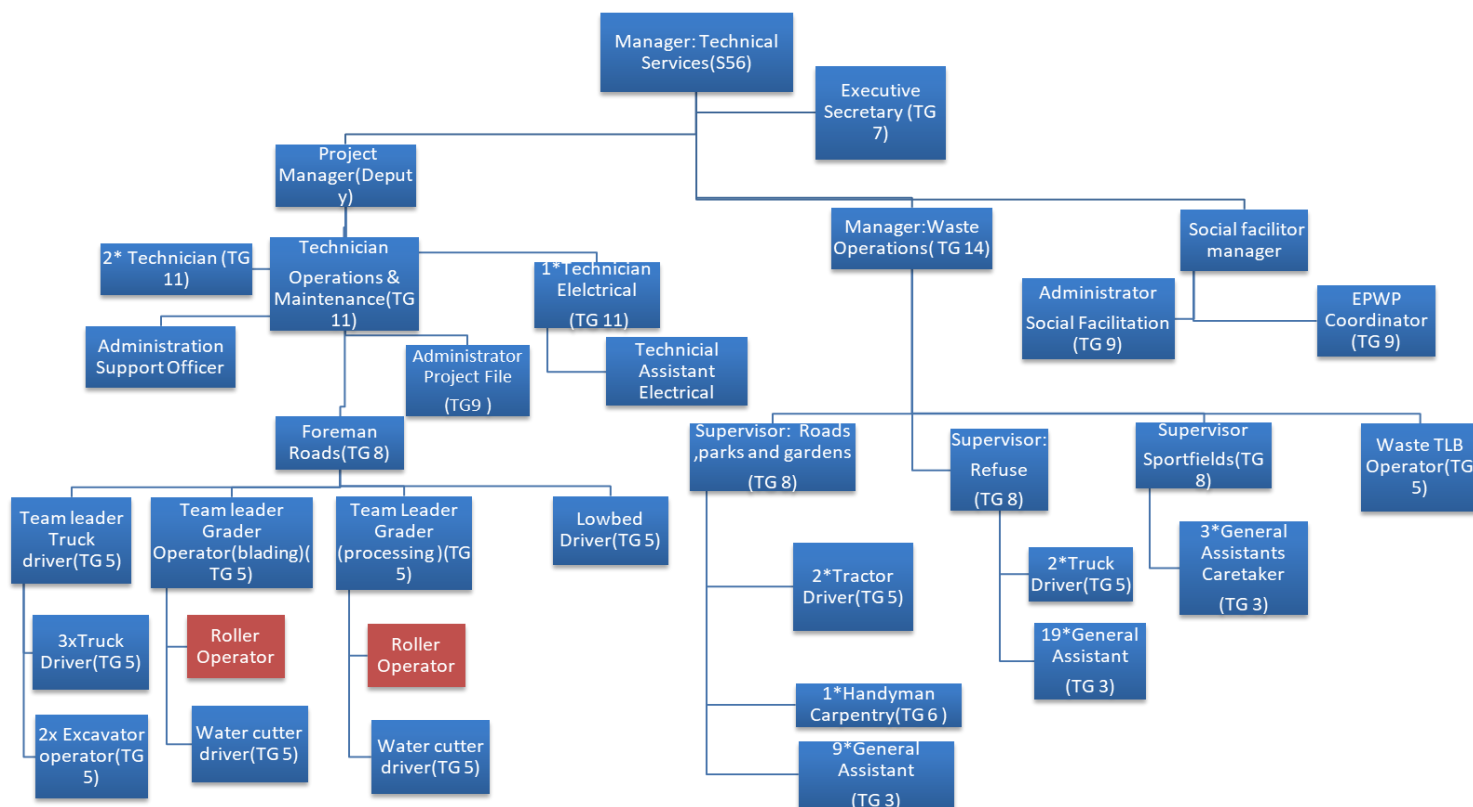 Manager: Technical
Services(S56)
Executive
Secretary (TG
7)
Project
Manager(Deput
y)
2* Technician (TG
11)
Technician
Operations &
Maintenance(TG
11)
1*Technician
Elelctrical
(TG 11)
Manager:Waste
Operations( TG 14)
Social facilitor
manager
Administration
Support Officer
Administrator
Project File
(TG9 )
Technicial
Assistant
Electrical
Administrator
Social Facilitation
(TG 9)
EPWP
Coordinator
(TG 9)
Foreman
Roads(TG 8)
Supervisor: Roads
,parks and gardens
(TG 8)
Supervisor:
Refuse
(TG 8)
Supervisor
Sportfields(TG
8)
Waste TLB
Operator(TG
5)
Team leader
Truck
driver(TG 5)
Team leader
Grader
Operator(blading)(
TG 5)
Team Leader
Grader
(processing )(TG
5)
Lowbed
Driver(TG 5)
3xTruck
Driver(TG 5)
Roller
Operator
Roller
Operator
2*Tractor
Driver(TG 5)
2*Truck
Driver(TG 5)
3*General
Assistants
Caretaker
(TG 3)
2x Excavator
operator(TG
5)
Water cutter
driver(TG 5)
Water cutter
driver(TG 5)
1*Handyman
Carpentry(TG 6 )
19*General
Assistant
(TG 3)
9*General
Assistant
(TG 3)